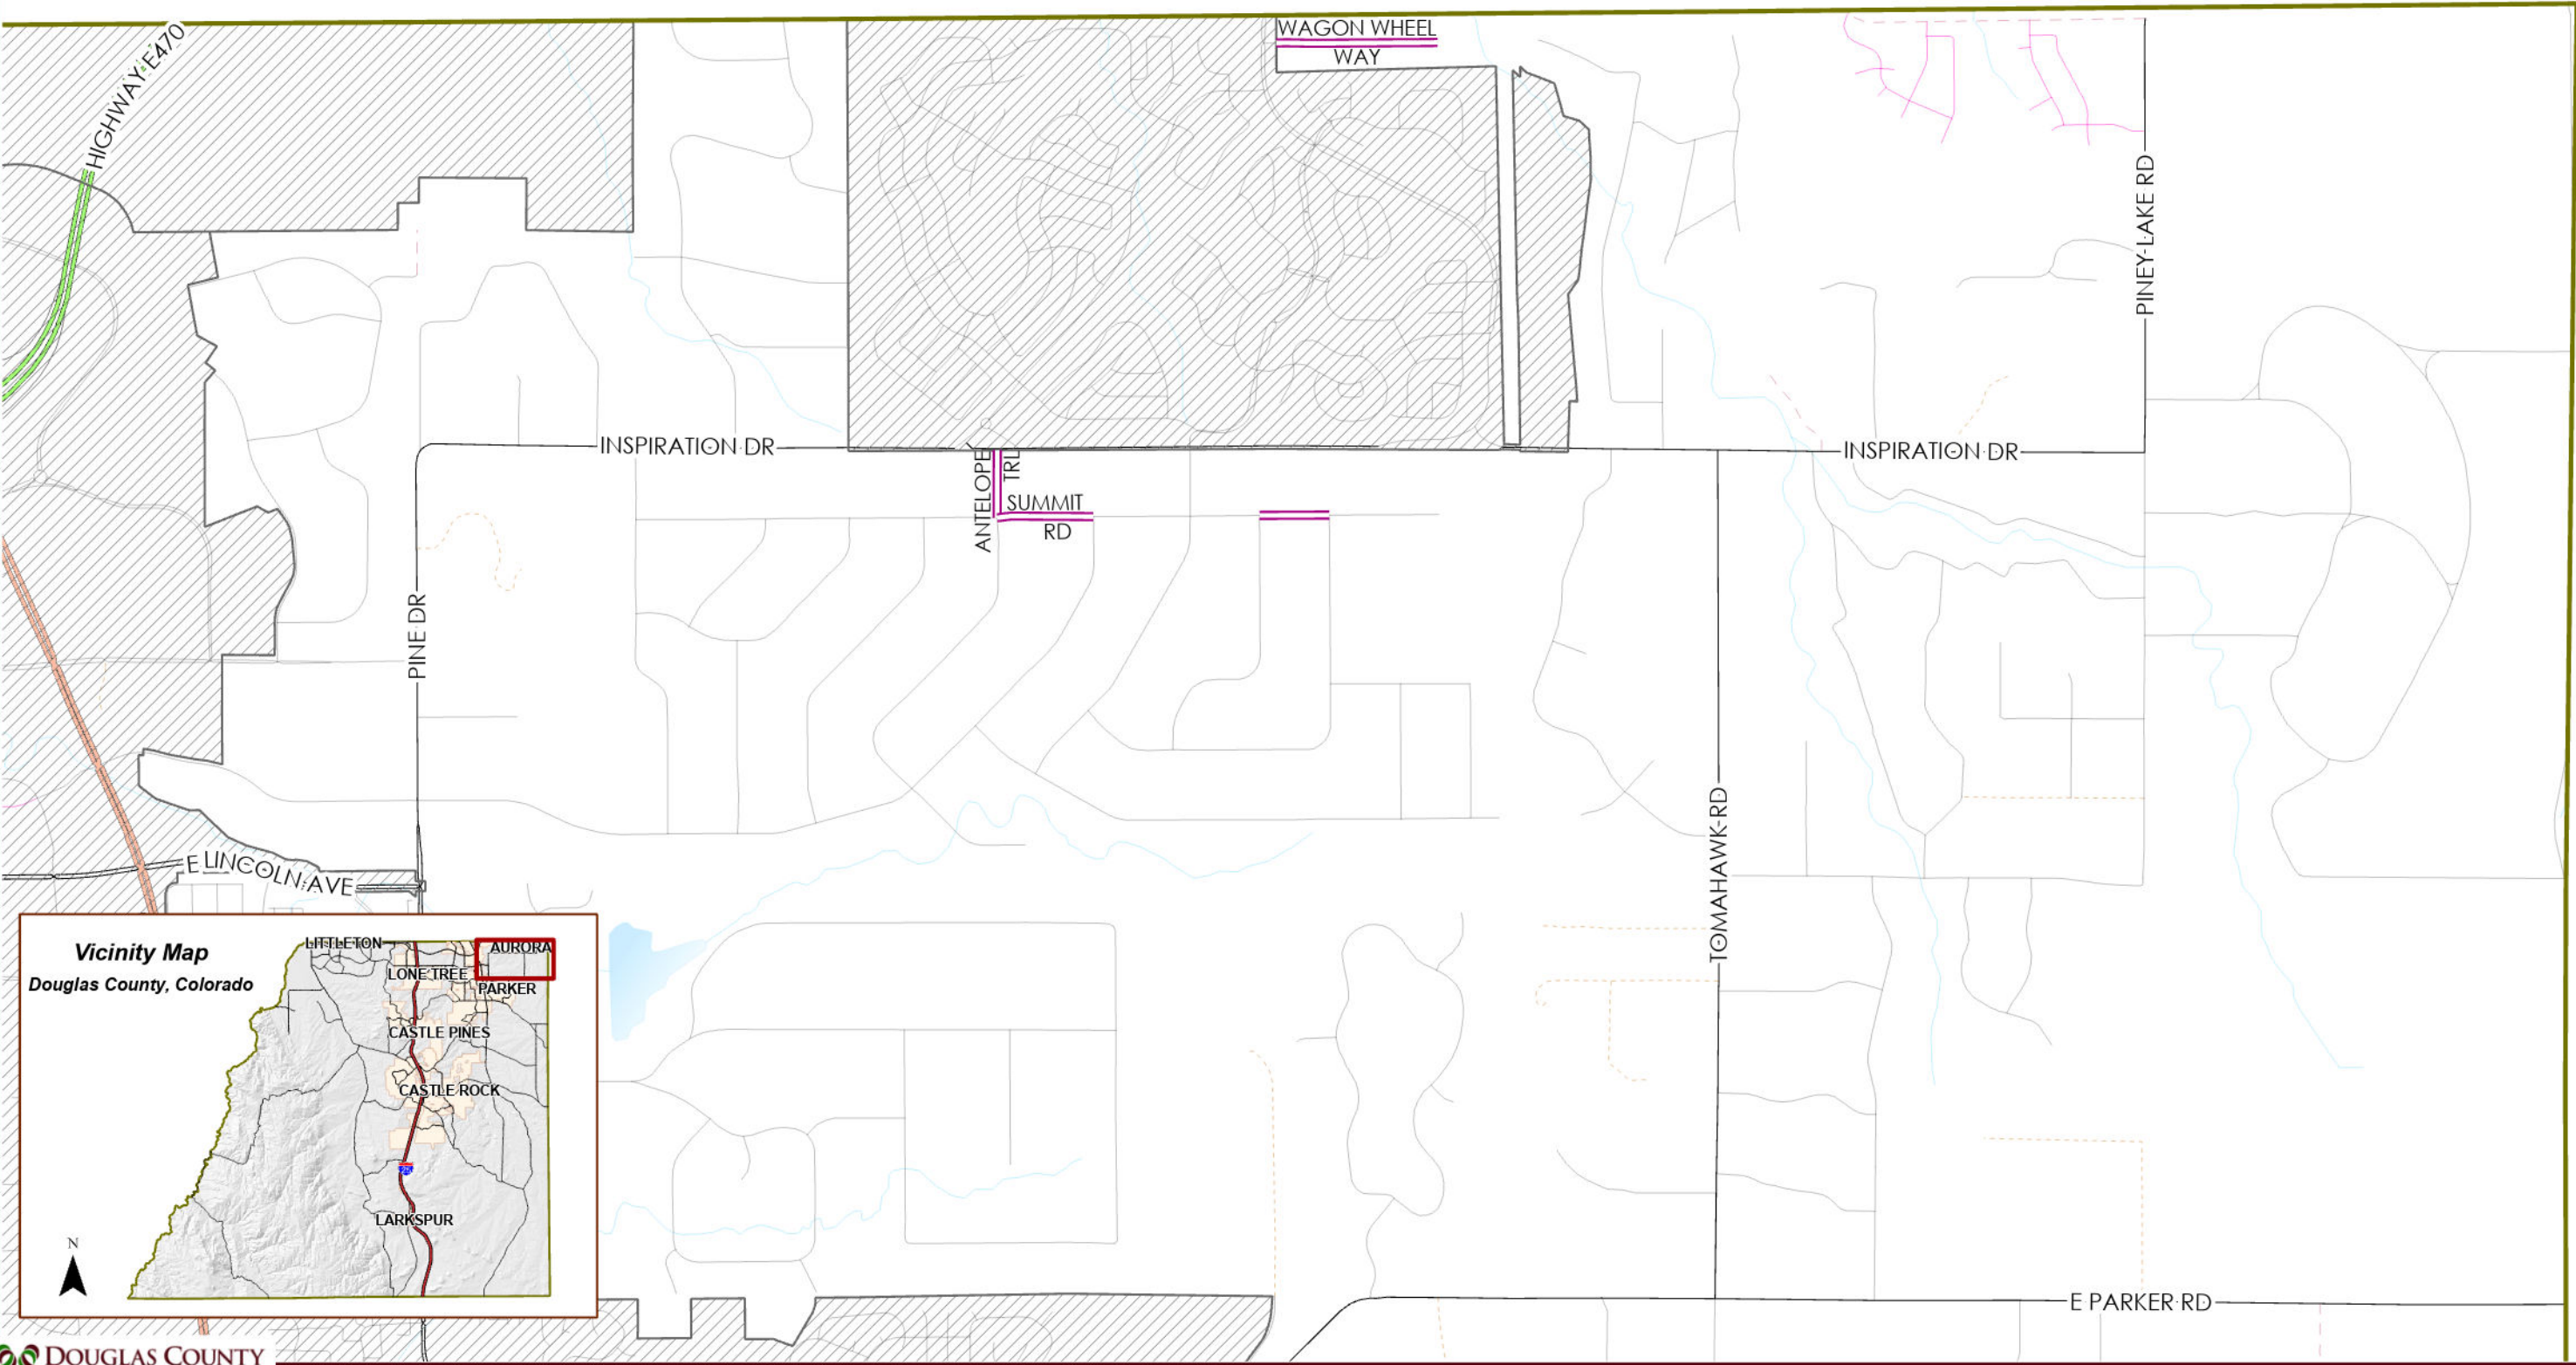 WAGON WHEEL
WAY
HIGHWAY E470
PINEY LAKE RD
INSPIRATION DR
INSPIRATION DR
ANTELOPE
TRL
SUMMIT
RD
PINE DR
TOMAHAWK RD
E LINCOLN AVE
Vicinity Map
Douglas County, Colorado
LITTLETON
AURORA
LONE TREE
PARKER
CASTLE PINES
CASTLE ROCK
LARKSPUR
N
E PARKER RD
DOUGLAS COUNTY